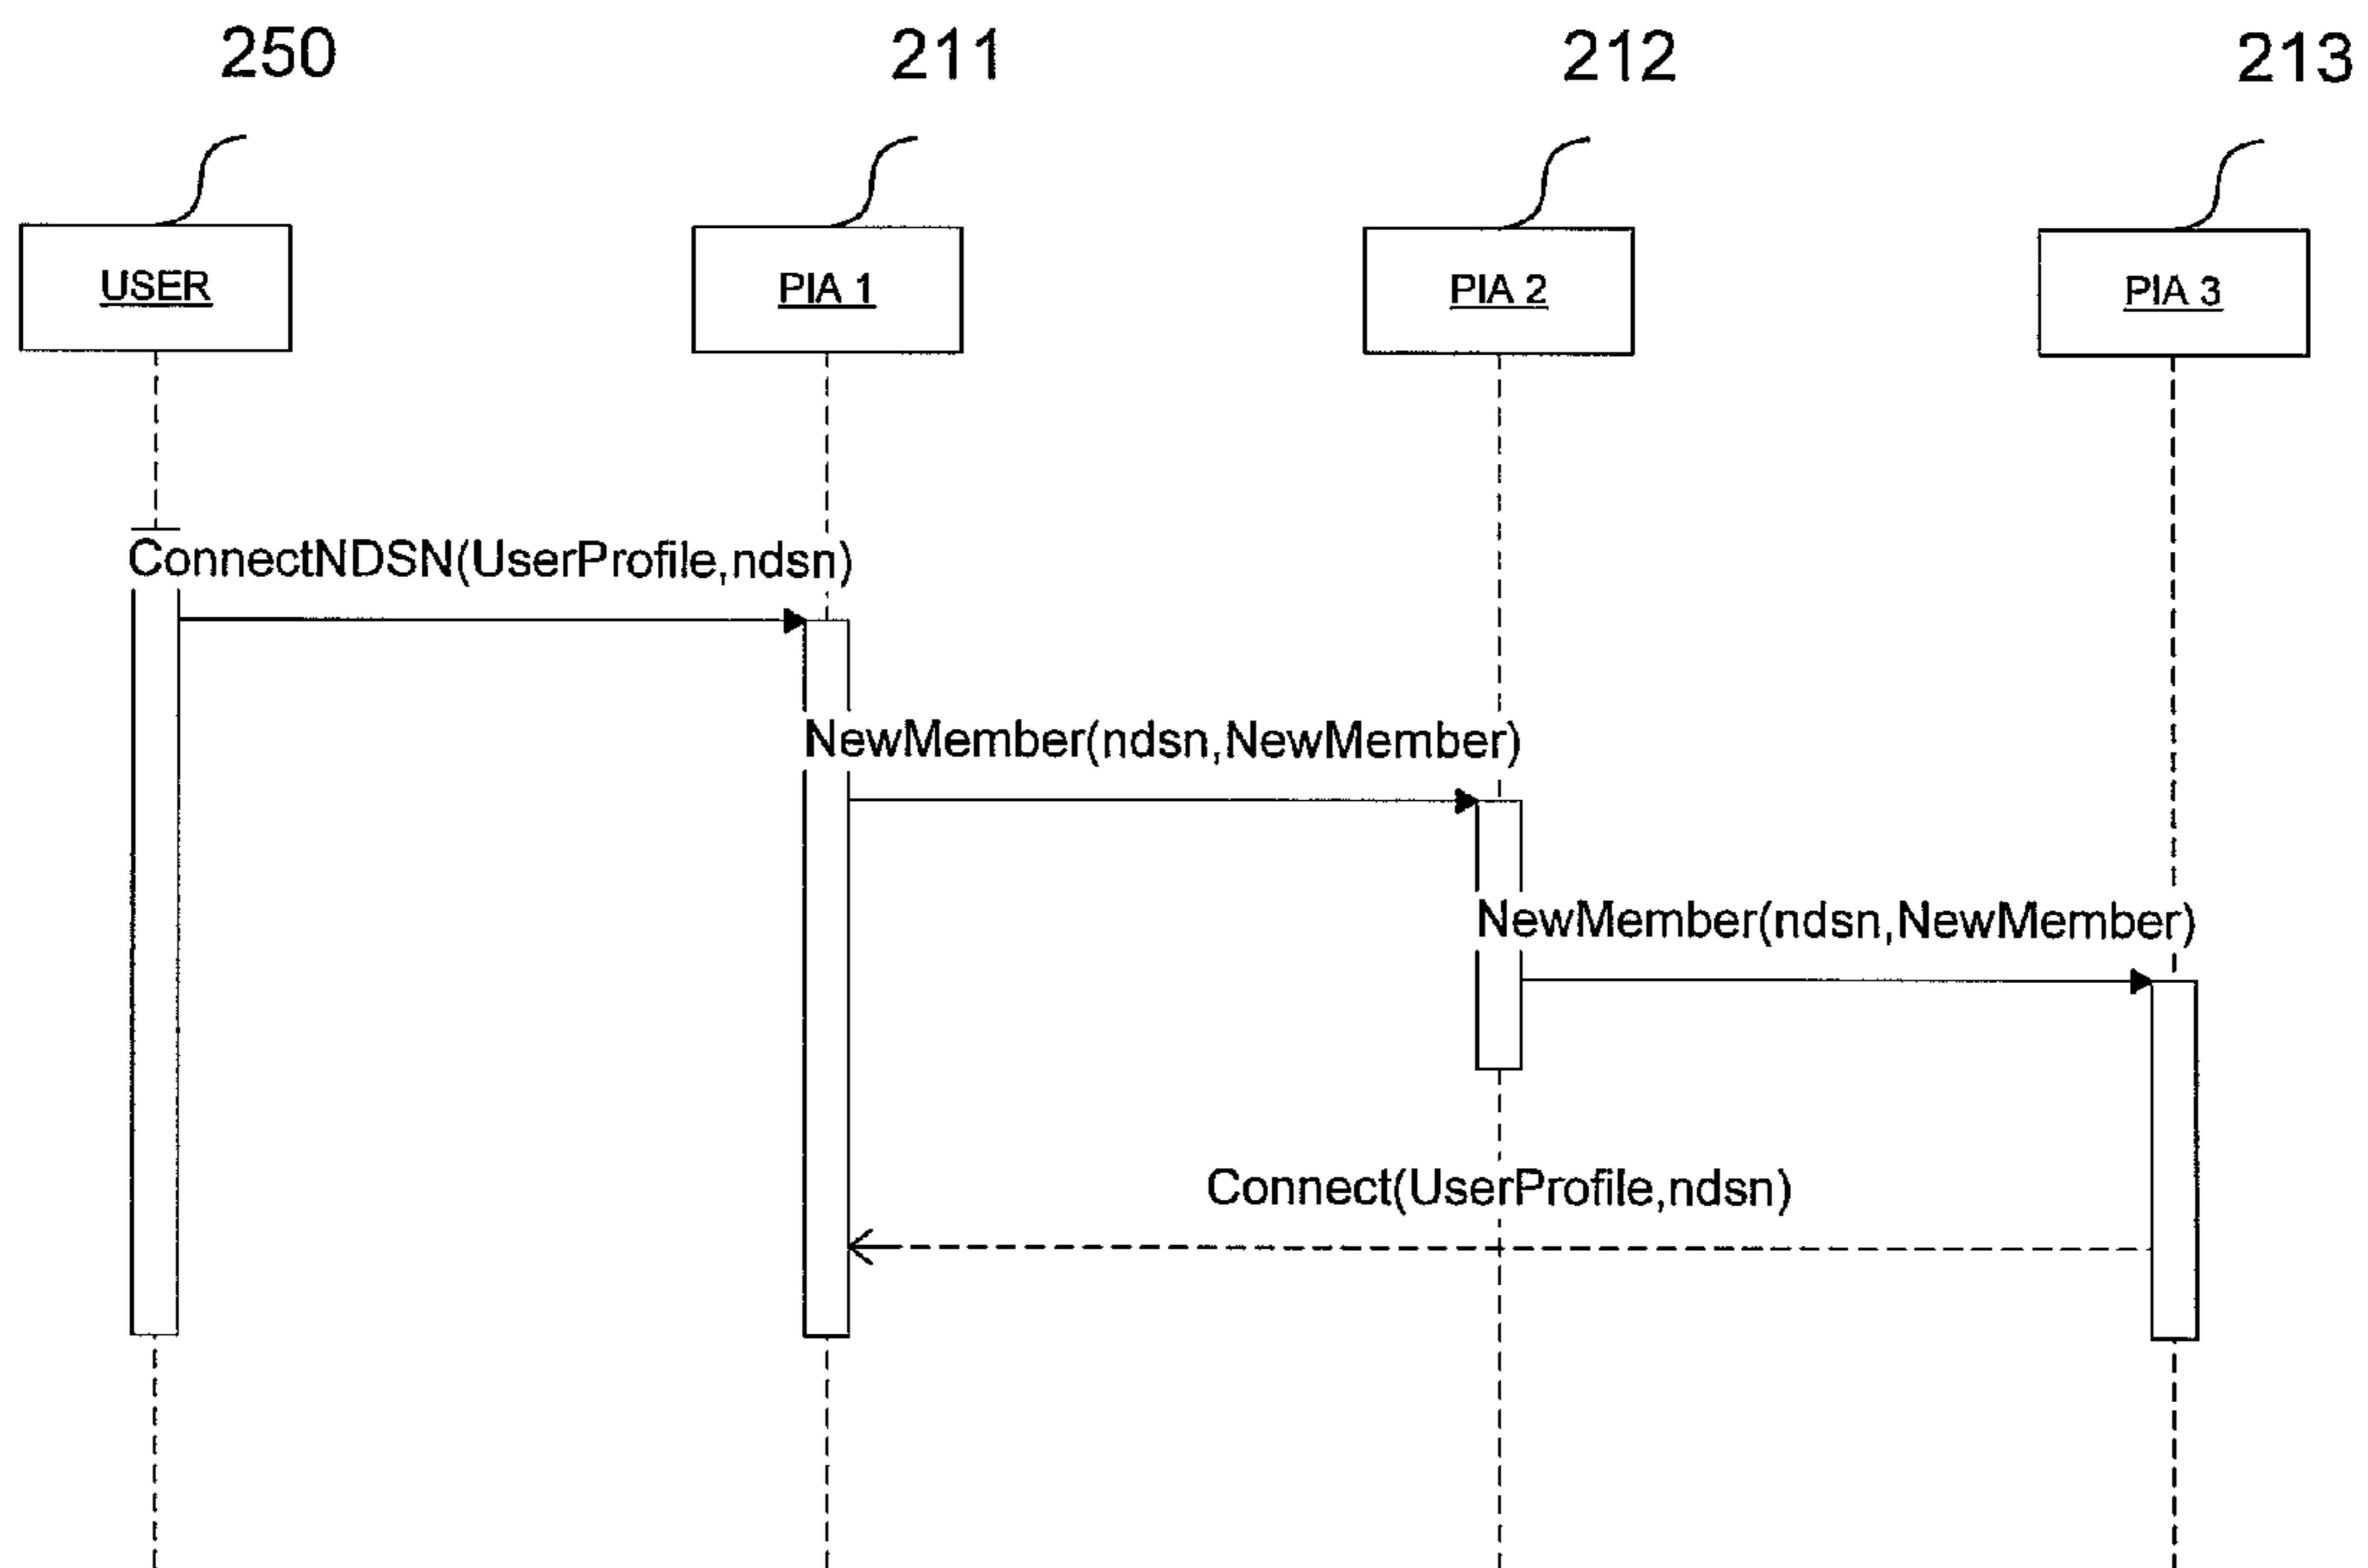 250
211
212
213
USER
PIA 1
PIA 2
PIA 3
ConnectNDSN(UserProfile,ndsn)
NewMember(ndsn,NewMember)
NewMember(ndsn,NewMember)
Connect(UserProfile,ndsn)